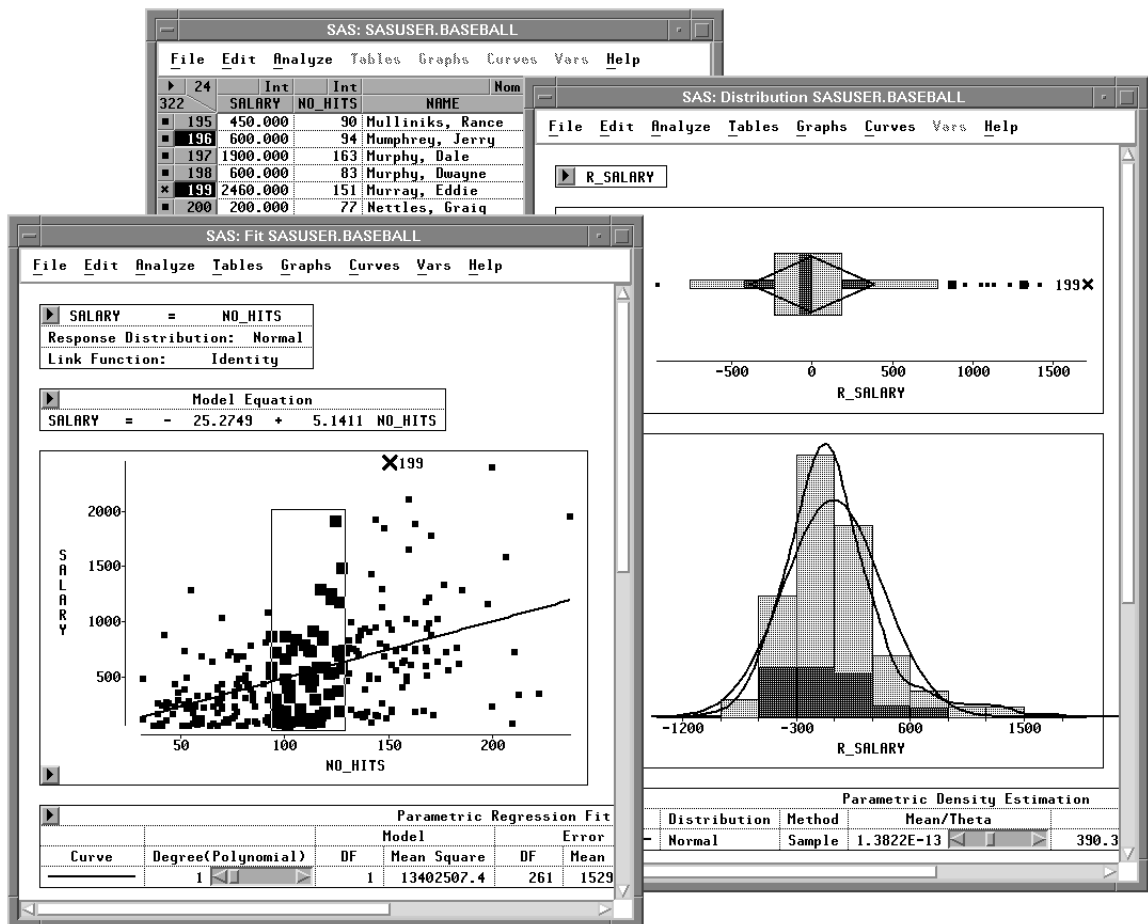 SAS: SASUSER.BASEBALL
File Edit Analyze Tables Graphs Curves Vars Help
24 Int Int Nom
322 SALARY NO_HITS NAME
195 450.000 90 Mulliniks, Rance
196 600.000 94 Mumphrey, Jerry
197 1900.000 163 Murphy, Dale
198 600.000 83 Murphy, Dwayne
199 2460.000 151 Murray, Eddie
200 200.000 77 Nettles, Graig
SAS: Distribution SASUSER.BASEBALL
File Edit Analyze Tables Graphs Curves Vars Help
R_SALARY
199
-500 0 500 1000 1500
R_SALARY
-1200 -300 600 1500
R_SALARY
Parametric Density Estimation
Distribution Method Mean/Theta
Normal Sample 1.3822E-13 390.3
SAS: Fit SASUSER.BASEBALL
File Edit Analyze Tables Graphs Curves Vars Help
SALARY = NO_HITS
Response Distribution: Normal
Link Function: Identity
Model Equation
SALARY = - 25.2749 + 5.1411 NO_HITS
199
2000
1500
1000
500
SALARY
50 100 150 200
NO_HITS
Parametric Regression Fit
Model Error
Curve Degree(Polynomial) DF Mean Square DF Mean
1 1 13402507.4 261 1529